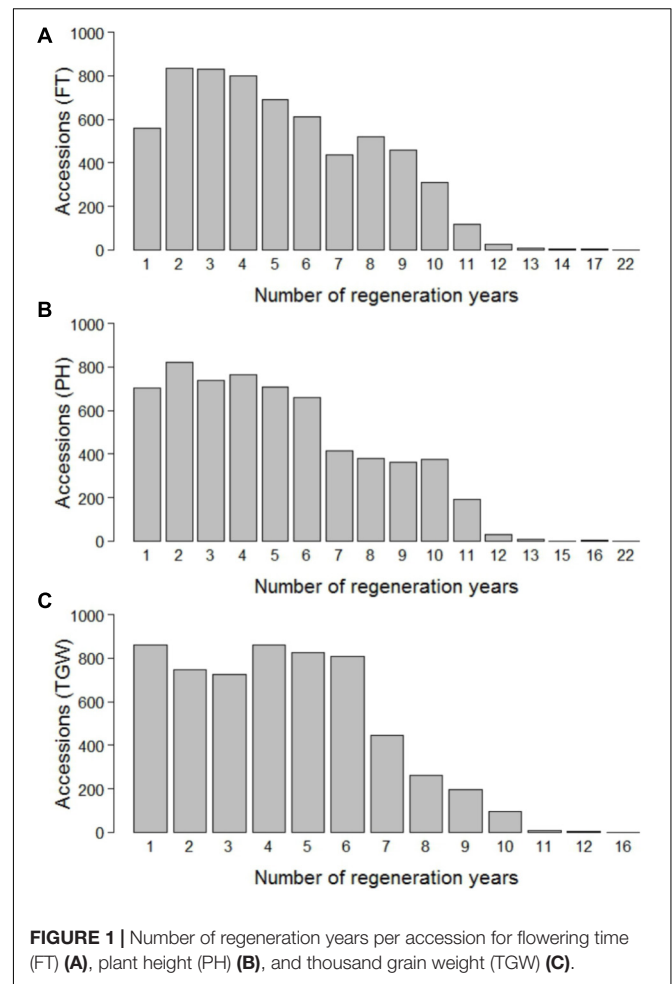 A
1000
800
600
400
200
0
Accessions (FT)
1 2 3 4 5 6 7 8 9 10 11 12 13 14 17 22
Number of regeneration years
B
1000
800
600
400
200
0
Accessions (PH)
1 2 3 4 5 6 7 8 9 10 11 12 13 15 16 22
Number of regeneration years
C
1000
800
600
400
200
0
Accessions (TGW)
1 2 3 4 5 6 7 8 9 10 11 12 16
Number of regeneration years
FIGURE 1 | Number of regeneration years per accession for flowering time
(FT) (A), plant height (PH) (B), and thousand grain weight (TGW) (C).